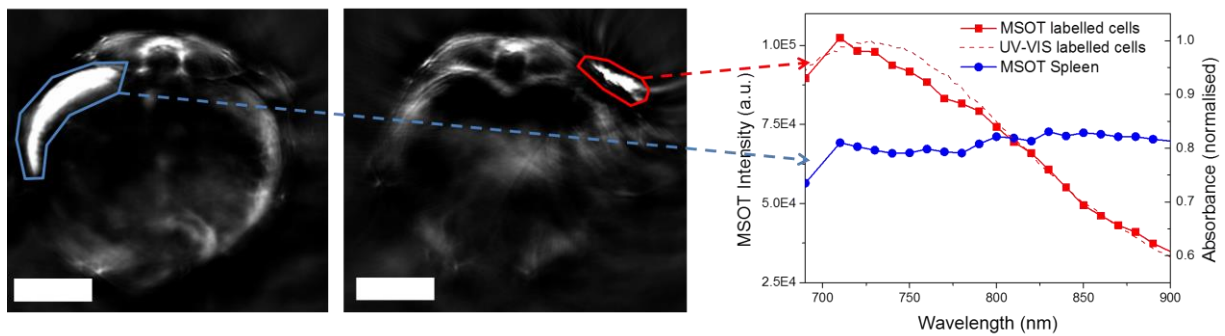 MSOT labelled cells
UV-VIS labelled cells
MSOT Spleen
MSOT Intensity (a.u.)
1.0E5
7.5E4
5.0E4
2.5E4
1.0
0.9
0.8
0.7
0.6
Absorbance (normalised)
700 750 800 850 900
Wavelength (nm)